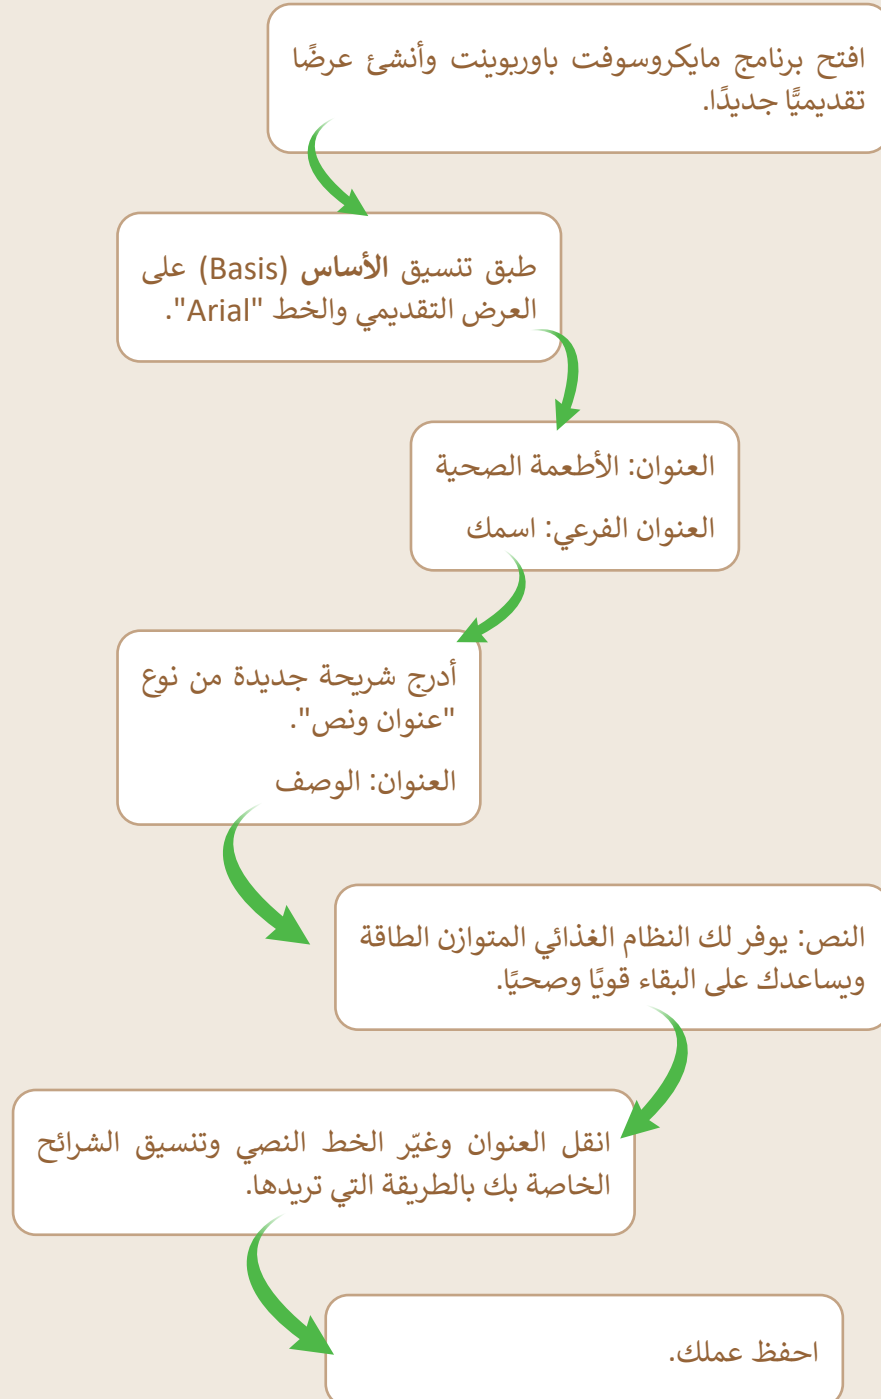 افتح برنامج مايكروسوفت باوربوينت وأنشئ عرضًا
تقديميًّا جديدًا.
طبق تنسيق الأساس (Basis) على
العرض التقديمي والخط "Arial".
العنوان: الأطعمة الصحية
العنوان الفرعي: اسمك
أدرج شريحة جديدة من نوع
"عنوان ونص".
العنوان: الوصف
النص: يوفر لك النظام الغذائي المتوازن الطاقة
ويساعدك على البقاء قويًا وصحيًا.
انقل العنوان وغيّر الخط النصي وتنسيق الشرائح
الخاصة بك بالطريقة التي تريدها.
احفظ عملك.